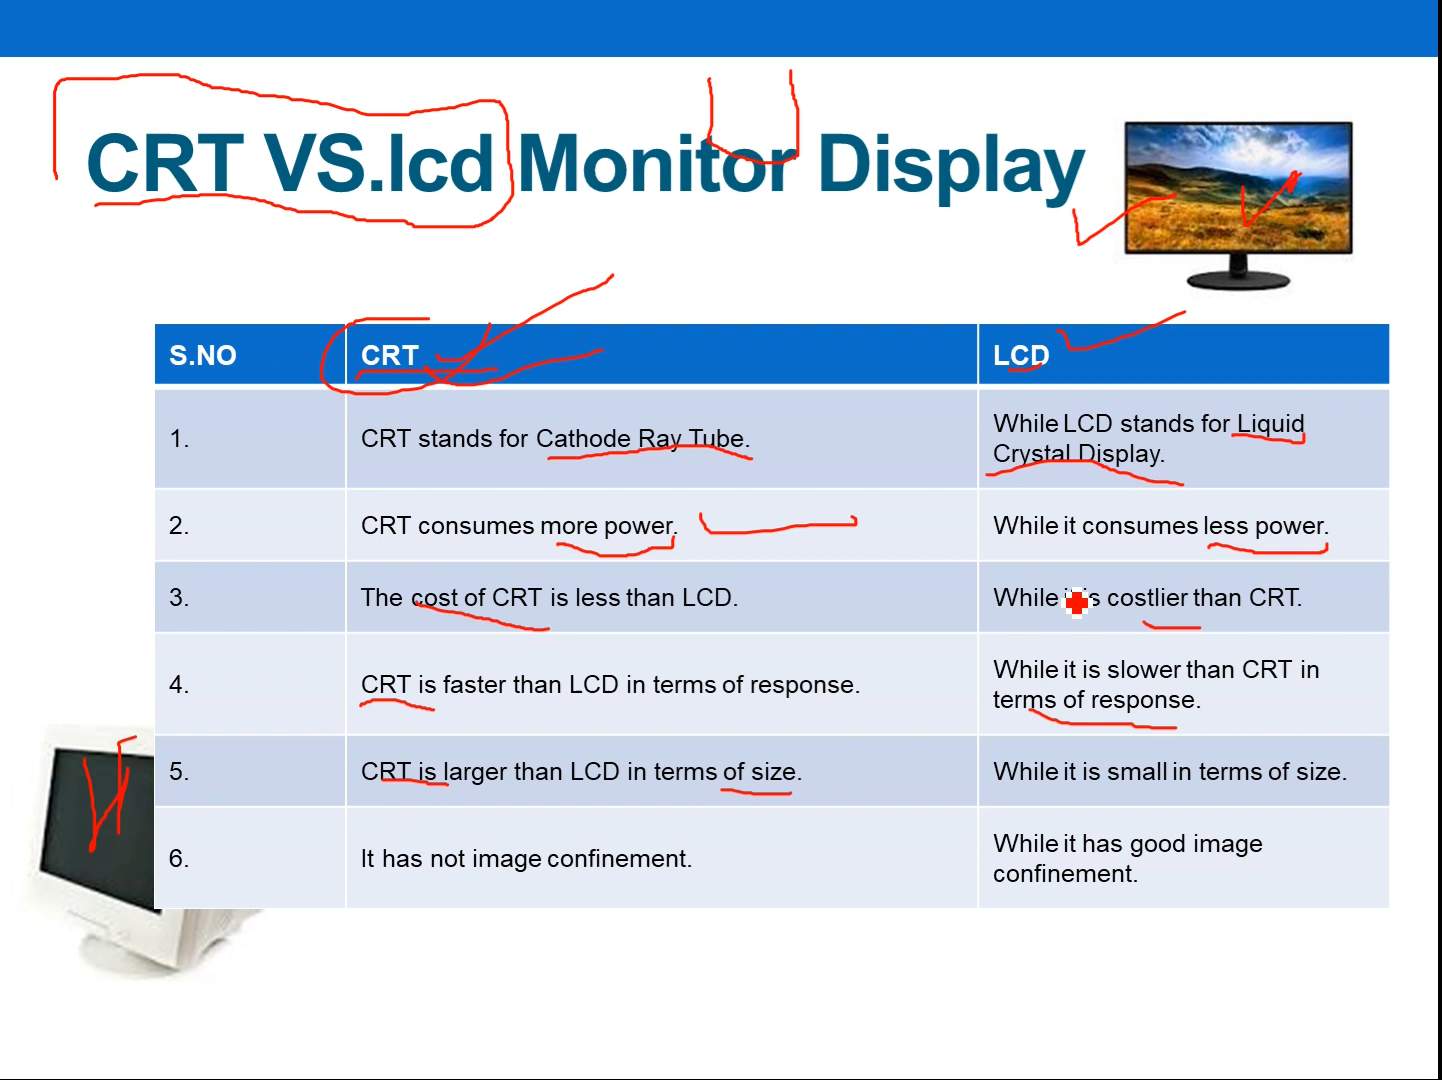 CRT VS.lcd Monitor Display
S.NO CRT LCD
1. CRT stands for Cathode Ray Tube. While LCD stands for Liquid
Crystal Display.
2. CRT consumes more power. While it consumes less power.
3. The cost of CRT is less than LCD. While it is costlier than CRT.
4. CRT is faster than LCD in terms of response. While it is slower than CRT in
terms of response.
5. CRT is larger than LCD in terms of size. While it is small in terms of size.
6. It has not image confinement. While it has good image
confinement.